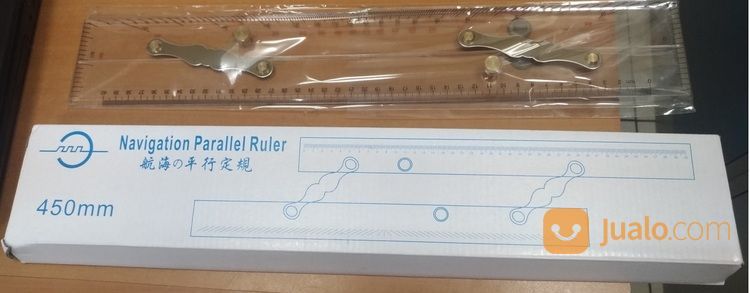 Navigation Parallel Ruler
航海の平行定規
450mm
jualo.com